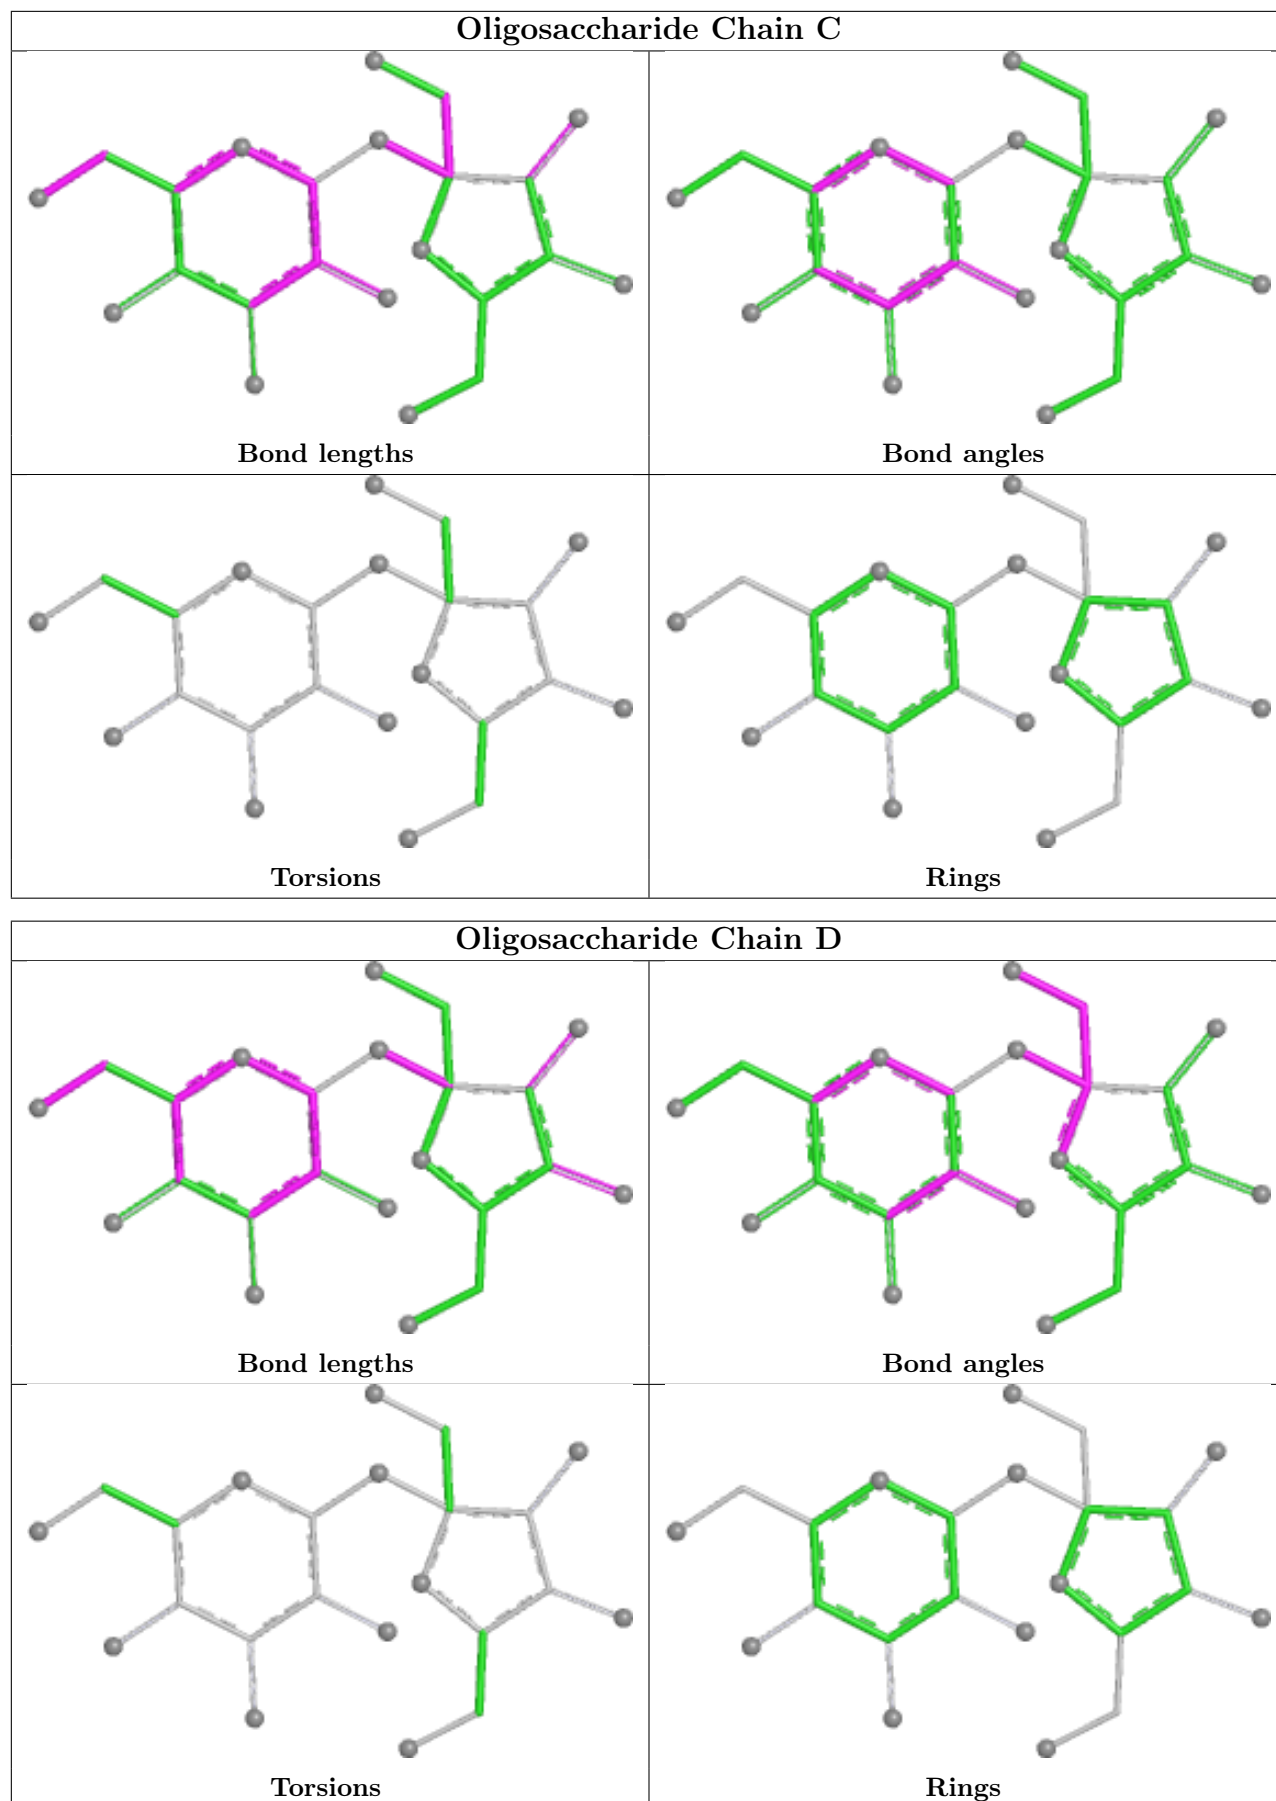 Oligosaccharide Chain C
Bond lengths
Bond angles
Torsions
Rings
Oligosaccharide Chain D
Bond lengths
Bond angles
Torsions
Rings